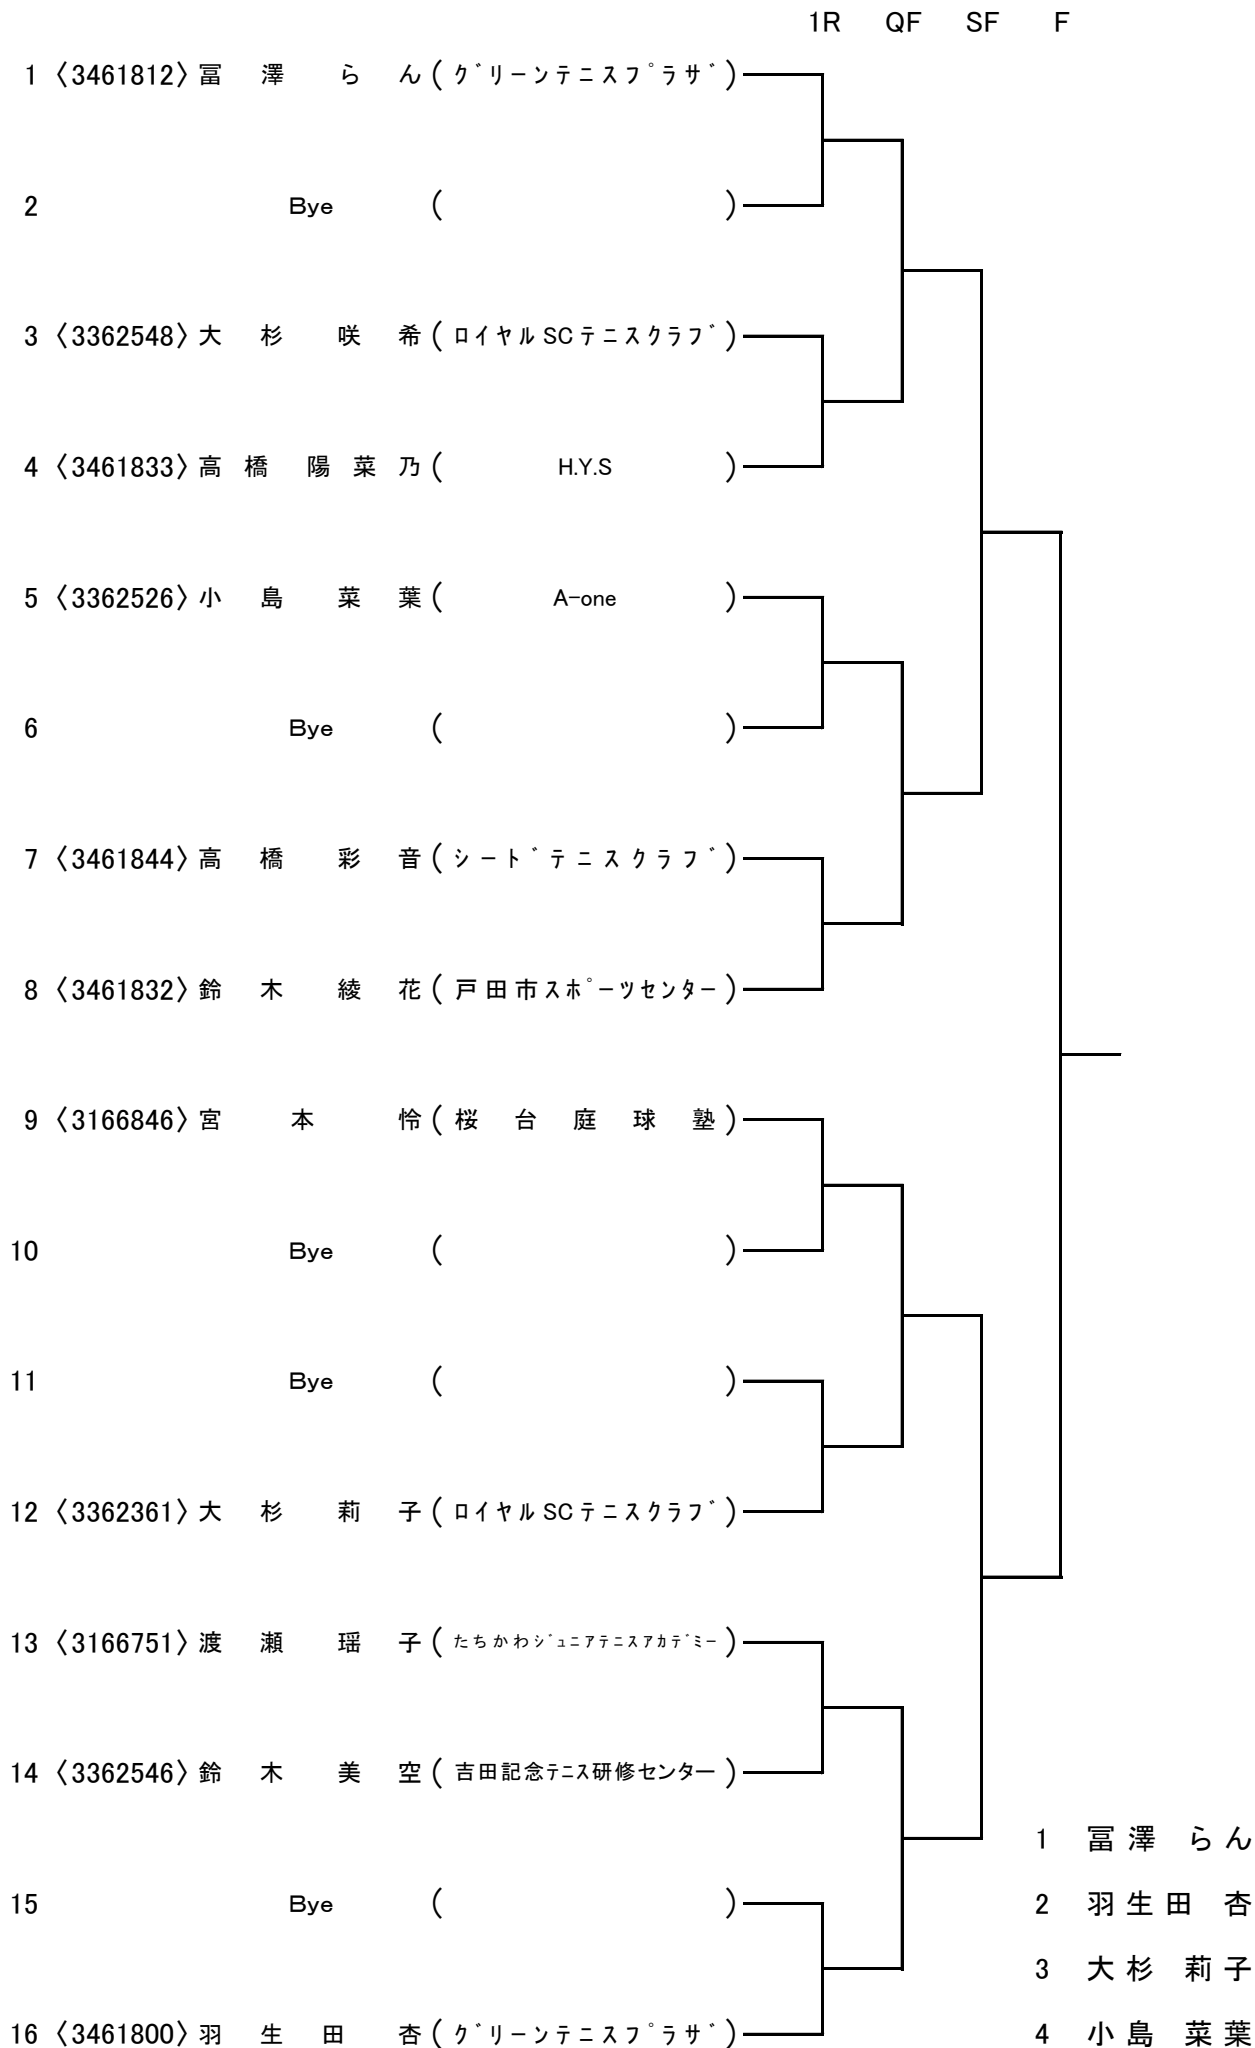 1R QF SF F
1 〈3461812〉 冨澤 らん (グリーンテニスプラザ)
2 Bye ( )
3 〈3362548〉 大杉 咲希 (ロイヤルSCテニスクラブ)
4 〈3461833〉 高橋 陽菜乃 (H.Y.S)
5 〈3362526〉 小島 菜葉 (A-one)
6 Bye ( )
7 〈3461844〉 高橋 彩音 (シードテニスクラブ)
8 〈3461832〉 鈴木 綾花 (戸田市スポーツセンター)
9 〈3166846〉 宮本 怜 (桜台庭球塾)
10 Bye ( )
11 Bye ( )
12 〈3362361〉 大杉 莉子 (ロイヤルSCテニスクラブ)
13 〈3166751〉 渡瀬 瑶子 (たちかわジュニアテニスアカデミー)
14 〈3362546〉 鈴木 美空 (吉田記念テニス研修センター)
15 Bye ( )
16 〈3461800〉 羽生田 杏 (グリーンテニスプラザ)
1 冨澤 らん
2 羽生田 杏
3 大杉 莉子
4 小島 菜葉